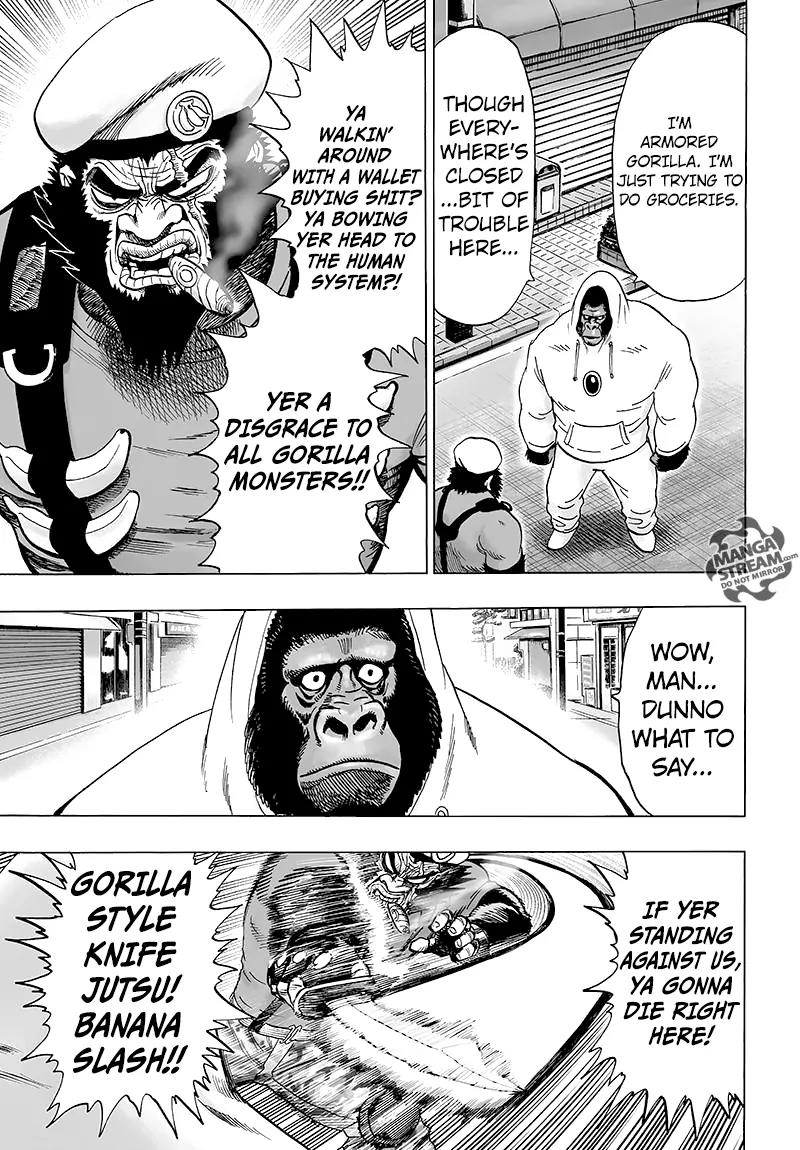 I'M
ARMORED
GORILLA. I'M
JUST TRYING TO
DO GROCERIES.
THOUGH
EVERY-
WHERE'S
CLOSED
...BIT OF
TROUBLE
HERE...
YA
WALKIN'
AROUND
WITH A WALLET
BUYING SHIT?
YA BOWING
YER HEAD TO
THE HUMAN
SYSTEM?!
YER A
DISGRACE TO
ALL GORILLA
MONSTERS!!
MANGA
STREAM.com
DO NOT MIRROR
WOW,
MAN...
DUNNO
WHAT TO
SAY...
IF YER
STANDING
AGAINST US,
YA GONNA
DIE RIGHT
HERE!
GORILLA
STYLE
KNIFE
JUTSU!
BANANA
SLASH!!